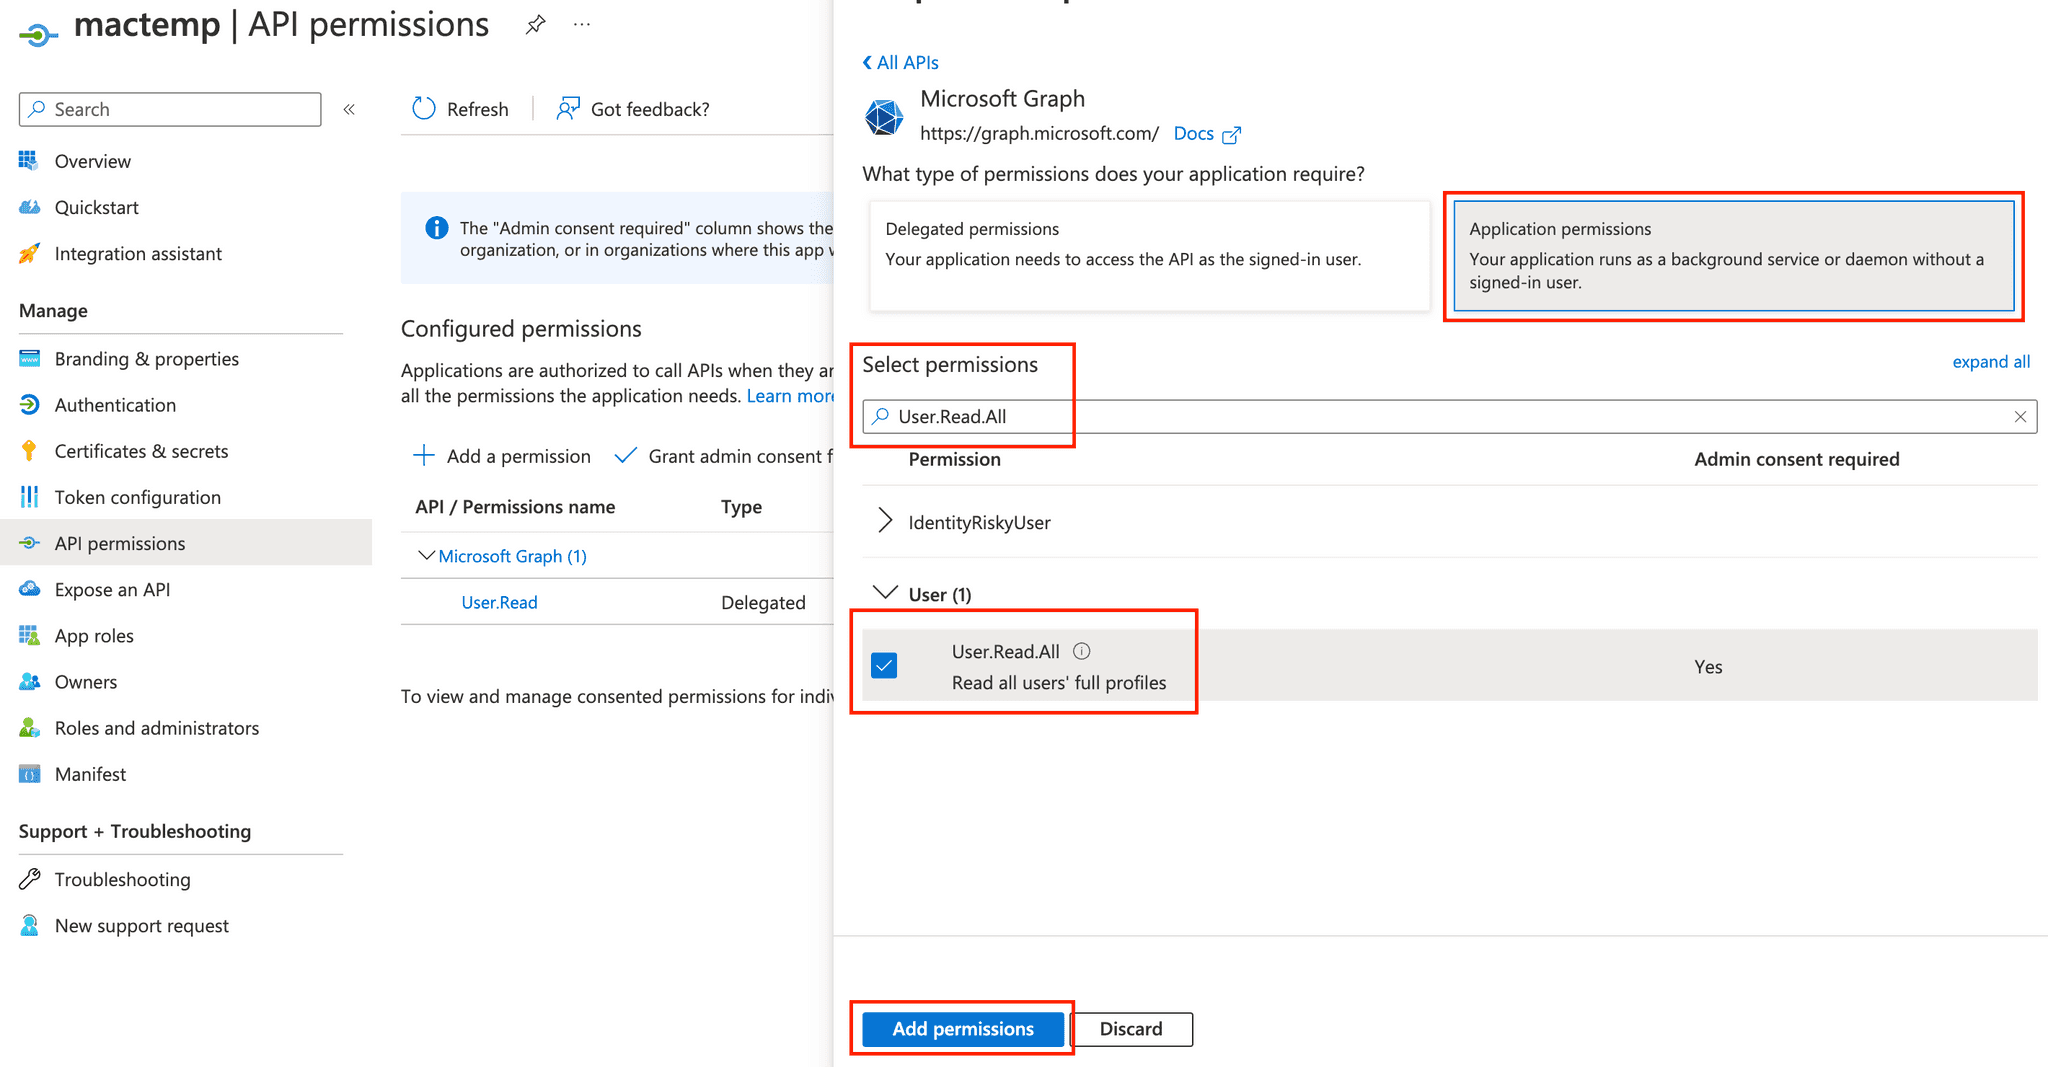 mactemp | API permissions
Search
Overview
Quickstart
Integration assistant
Manage
Branding & properties
Authentication
Certificates & secrets
Token configuration
API permissions
Expose an API
App roles
Owners
Roles and administrators
Manifest
Support + Troubleshooting
Troubleshooting
New support request
Refresh
Got feedback?
The "Admin consent required" column shows the
organization, or in organizations where this app
Configured permissions
Applications are authorized to call APIs when they
all the permissions the application needs. Learn more
Add a permission
Grant admin consent
API / Permissions name Type
Microsoft Graph (1)
User.Read Delegated
To view and manage consented permissions for
All APIs
Microsoft Graph
https://graph.microsoft.com/ Docs
What type of permissions does your application require?
Delegated permissions
Your application needs to access the API as the signed-in user.
Application permissions
Your application runs as a background service or daemon without a
signed-in user.
Select permissions
expand all
User.Read.All
Permission Admin consent required
IdentityRiskyUser
User (1)
User.Read.All
Read all users' full profiles
Yes
Add permissions
Discard